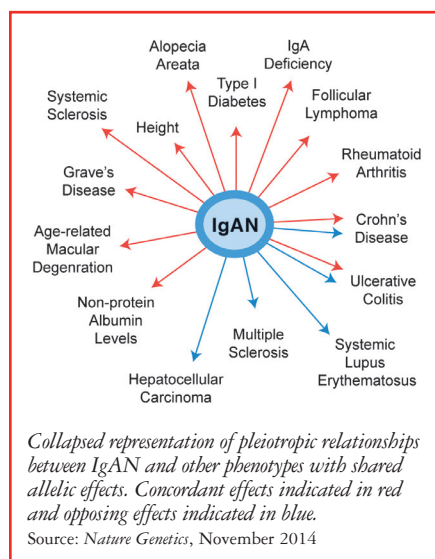 Alopecia
Areata
IgA
Deficiency
Type I
Diabetes
Systemic
Sclerosis
Height
Follicular
Lymphoma
Grave's
Disease
Rheumatoid
Arthritis
IgAN
Crohn's
Disease
Age-related
Macular
Degenration
Ulcerative
Colitis
Non-protein
Albumin
Levels
Multiple
Sclerosis
Systemic
Lupus
Erythematosus
Hepatocellular
Carcinoma
Collapsed representation of pleiotropic relationships
between IgAN and other phenotypes with shared
allelic effects. Concordant effects indicated in red
and opposing effects indicated in blue.
Source: Nature Genetics, November 2014